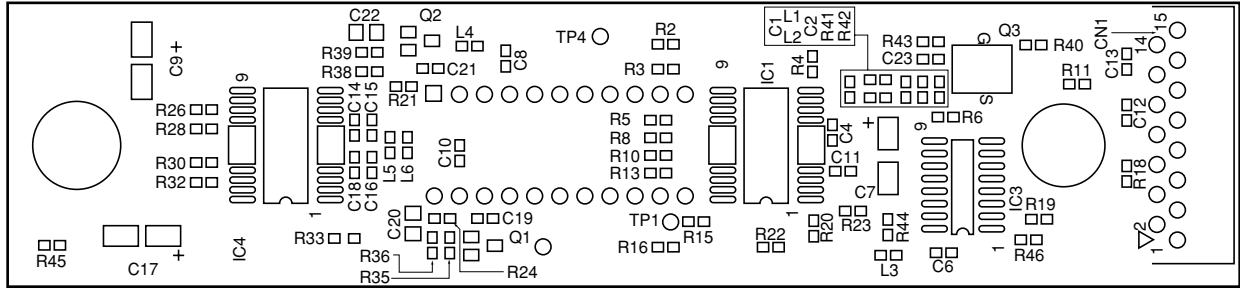 C22
Q2
L4
R39
R38
C21
C8
R21
C9 +
9
C14
C15
R26
R28
R30
R32
C18
C16
L5
L6
C10
1
IC4
R33
C17
+
R45
C20
C19
Q1
R36
R35
R24
TP4
R2
R3
R5
R8
R10
R13
TP1
R15
R16
9
IC1
R4
C1
L1
L2
C2
R41
R42
C4
C11
1
R22
R20
R23
R44
L3
C7
+
R43
C23
G
S
Q3
R40
R6
9
IC3
1
C6
R19
R46
R11
CN1
15
14
C13
C12
R18
2
1